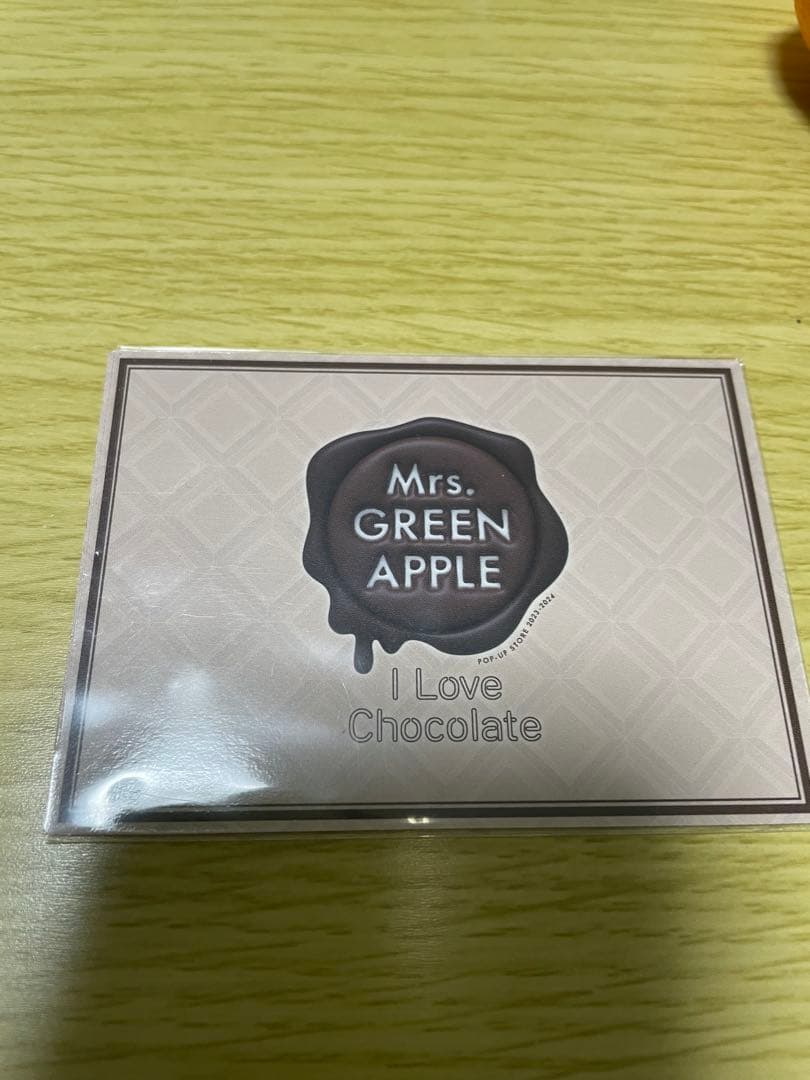 Mrs.
GREEN
APPLE
POP-UP STORE 2023-2024
I Love
Chocolate